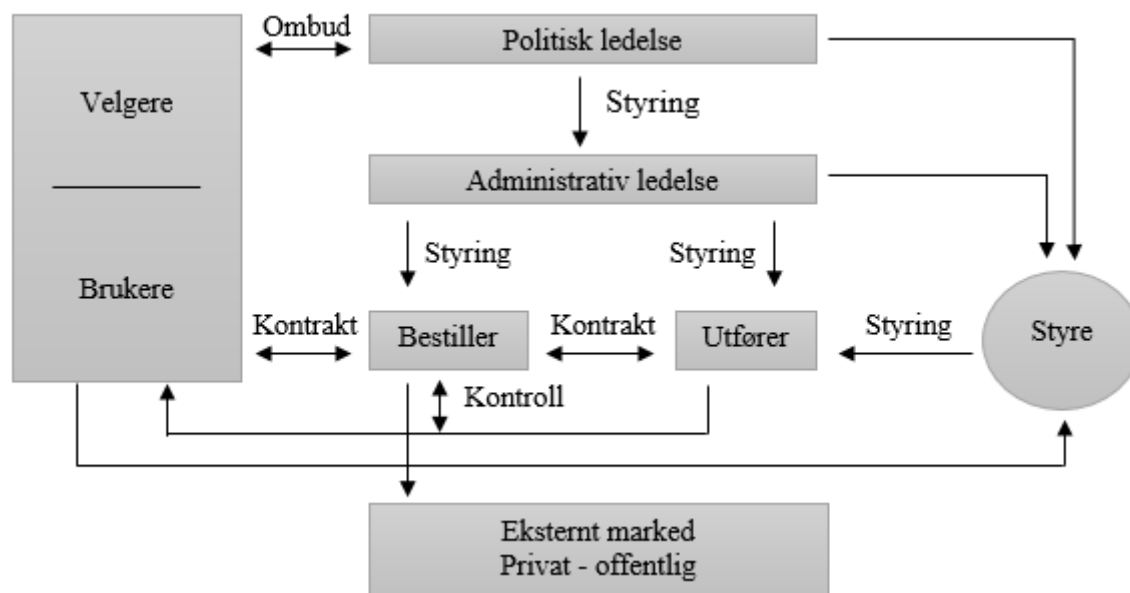 Ombud
Politisk ledelse
Velgere
Styring
Administrativ ledelse
Styring
Styring
Brukere
Kontrakt
Bestiller
Kontrakt
Utfører
Styring
Styre
Kontroll
Eksternt marked
Privat - offentlig